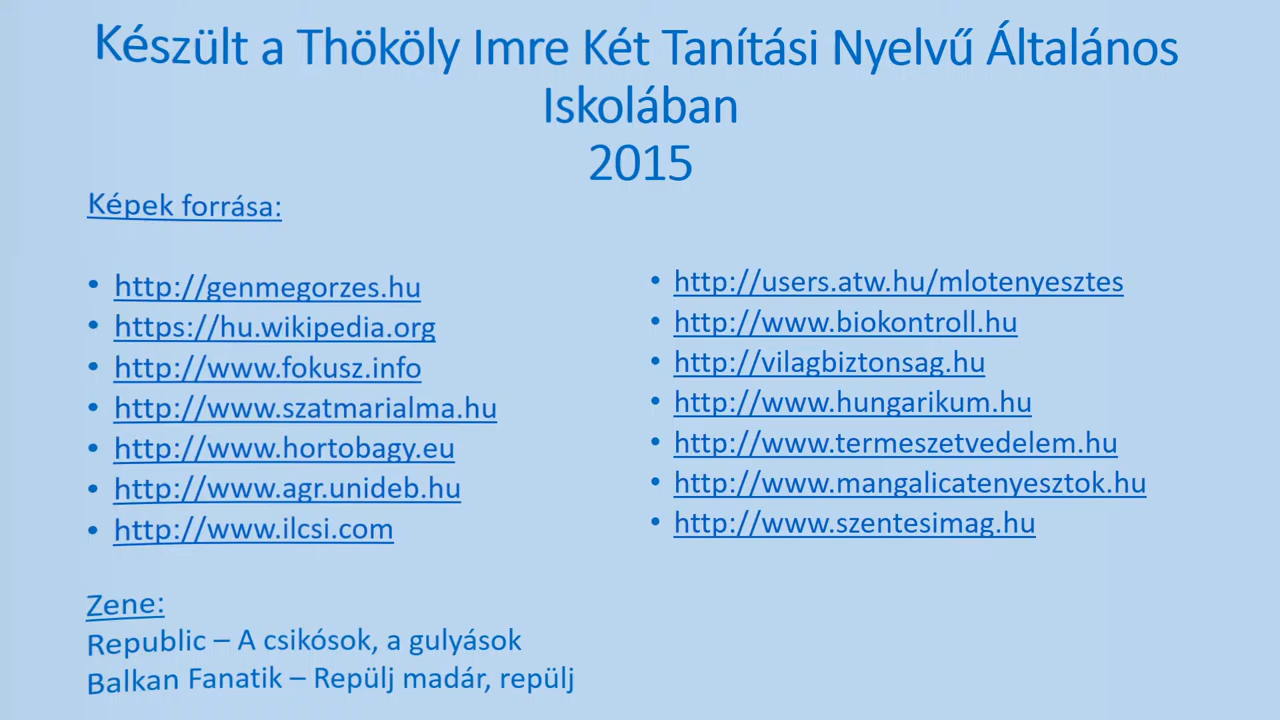 Készült a Thököly Imre Két Tanítási Nyelvű Általános
Iskolában
2015
Képek forrása:
• http://genmegorzes.hu
• https://hu.wikipedia.org
• http://www.fokusz.info
• http://www.szatmarialma.hu
• http://www.hortobagy.eu
• http://www.agr.unideb.hu
• http://www.ilcsi.com
• http://users.atw.hu/mlotenyesztes
• http://www.biokontroll.hu
• http://vilagbiztonsag.hu
• http://www.hungarikum.hu
• http://www.termeszetvedelem.hu
• http://www.mangalicatenyesztok.hu
• http://www.szentesimag.hu
Zene:
Republic – A csikósok, a gulyások
Balkan Fanatik – Repülj madár, repülj